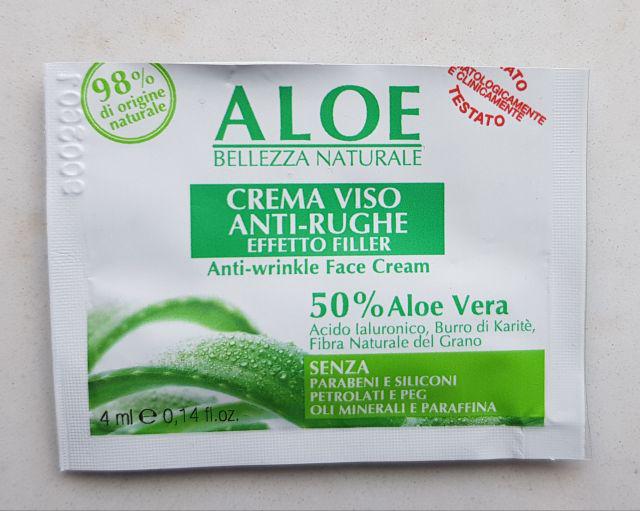 98%
di origine
naturale
ALOE
BELLEZZA NATURALE
E CLINICAMENTE
TESTATO
CREMA VISO
ANTI-RUGHE
EFFETTO FILLER
Anti-wrinkle Face Cream
50% Aloe Vera
Acido Ialuronico, Burro di Karitè,
Fibra Naturale del Grano
SENZA
PARABENI E SILICONI
PETROLATI E PEG
OLI MINERALI E PARAFFINA
4 ml e 0,14 fl.oz.